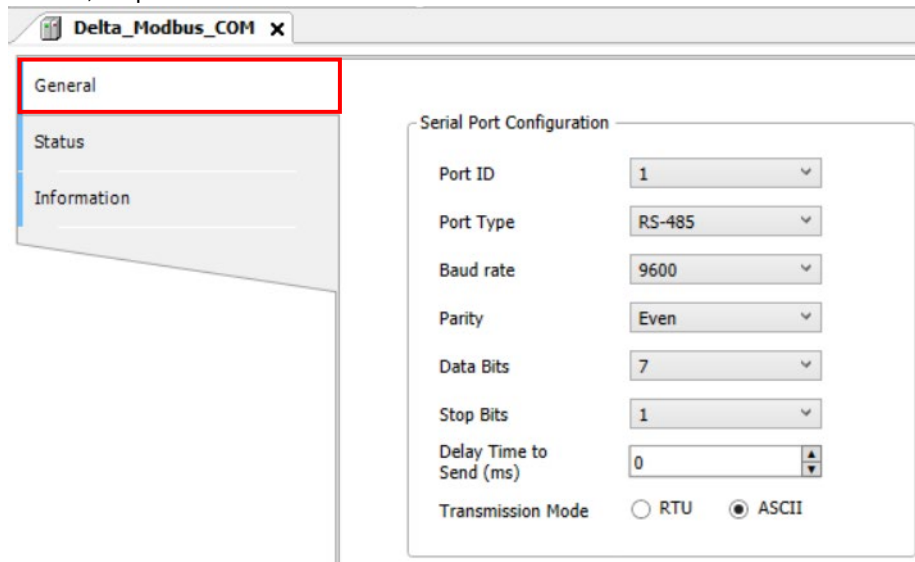 Delta_Modbus_COM x
General
Status
Information
Serial Port Configuration
Port ID 1
Port Type RS-485
Baud rate 9600
Parity Even
Data Bits 7
Stop Bits 1
Delay Time to
Send (ms) 0
Transmission Mode RTU ASCII